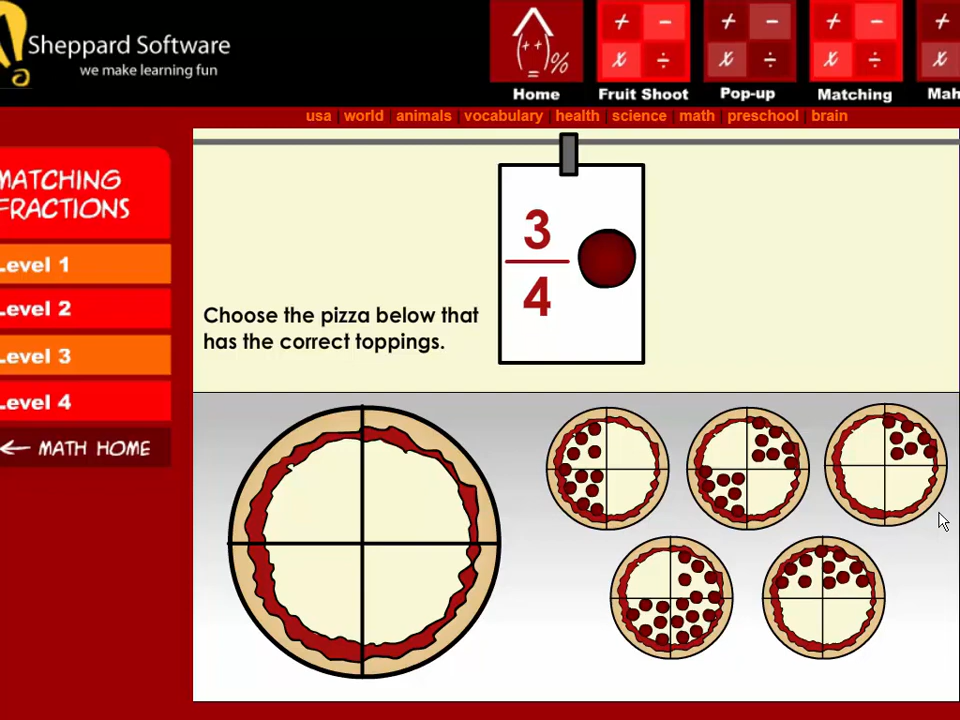 Sheppard Software
we make learning fun
+ -
x ÷
+ -
x ÷
+ -
x ÷
+
x
++
=
%
Home
Fruit Shoot
Pop-up
Matching
Mah
usa | world | animals | vocabulary | health | science | math | preschool | brain
MATCHING
FRACTIONS
Level 1
Level 2
Level 3
Level 4
← MATH HOME
3
4
Choose the pizza below that
has the correct toppings.